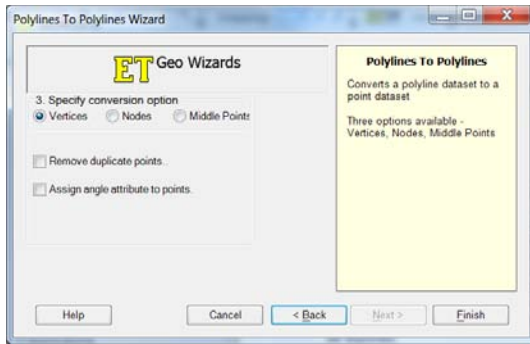 Polylines To Polylines Wizard
ET Geo Wizards
3. Specify conversion option
Vertices Nodes Middle Points
Remove duplicate points.
Assign angle attribute to points.
Polylines To Polylines
Converts a polyline dataset to a
point dataset
Three options available -
Vertices, Nodes, Middle Points
Help Cancel < Back Next > Finish